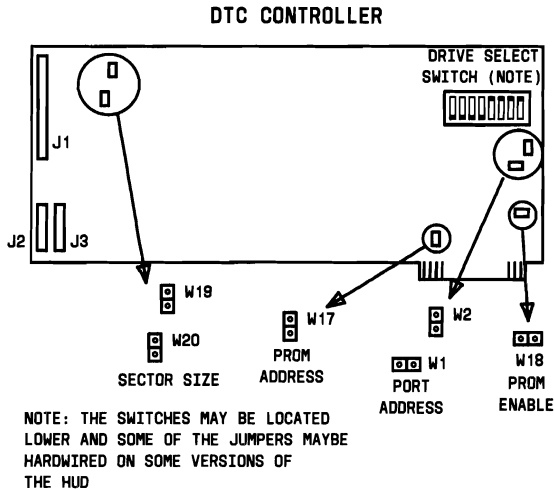 DTC CONTROLLER
DRIVE SELECT
SWITCH (NOTE)
J1
J2
J3
W19
W20
SECTOR SIZE
W17
PROM
ADDRESS
W2
W1
PORT
ADDRESS
W18
PROM
ENABLE
NOTE: THE SWITCHES MAY BE LOCATED
LOWER AND SOME OF THE JUMPERS MAYBE
HARDWIRED ON SOME VERSIONS OF
THE HUD